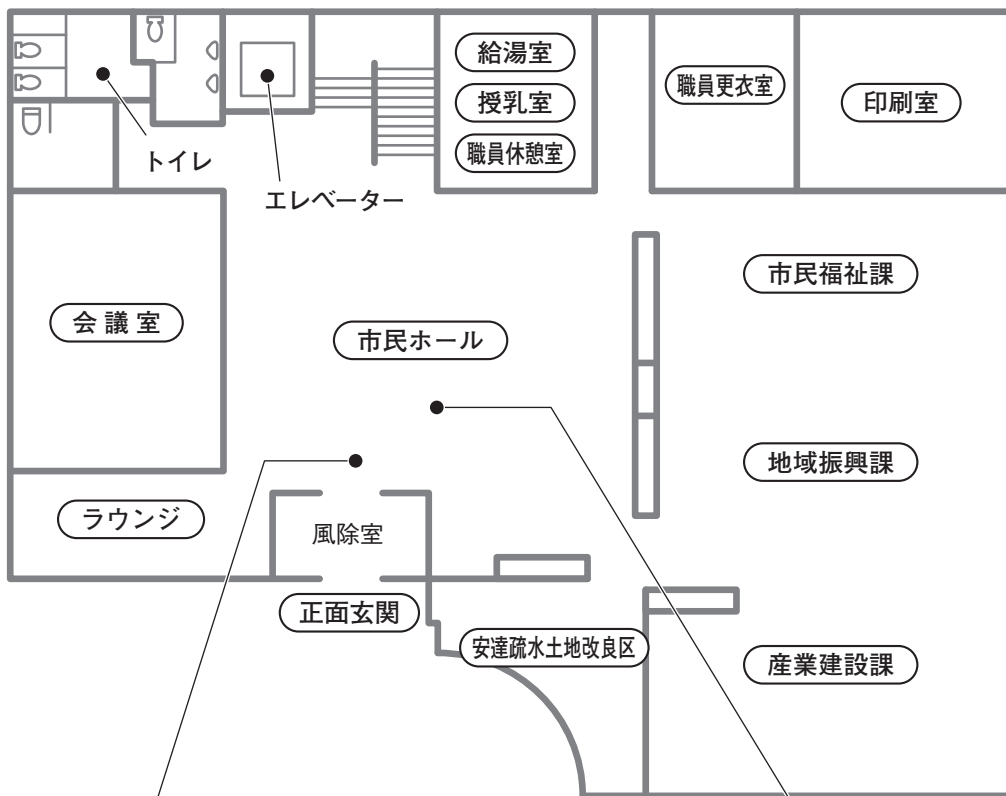 給湯室
授乳室
職員休憩室
職員更衣室
印刷室
トイレ
エレベーター
市民福祉課
会議室
市民ホール
地域振興課
ラウンジ
風除室
正面玄関
安達疏水土地改良区
産業建設課